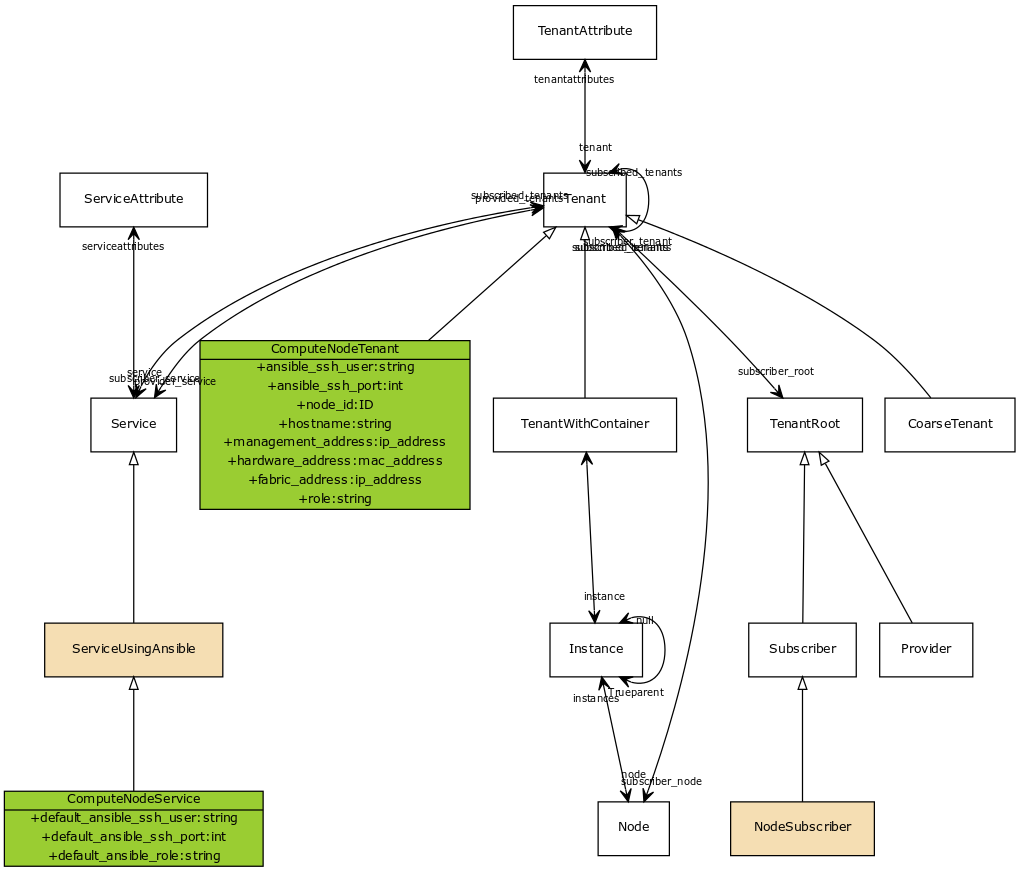 TenantAttribute
tenantattributes
tenant
subscribed_tenants
ServiceAttribute
subscribed_tenants
provided_tenants
Tenant
serviceattributes
subscriber_tenant
subscribed_tenants
ComputeNodeTenant
+ansible_ssh_user:string
+ansible_ssh_port:int
+node_id:ID
+hostname:string
+management_address:ip_address
+hardware_address:mac_address
+fabric_address:ip_address
+role:string
service
subscriber_service
provider_service
subscriber_root
Service
TenantWithContainer
TenantRoot
CoarseTenant
instance
null
ServiceUsingAnsible
Instance
Subscriber
Provider
Trueparent
instances
node
subscriber_node
ComputeNodeService
+default_ansible_ssh_user:string
+default_ansible_ssh_port:int
+default_ansible_role:string
Node
NodeSubscriber